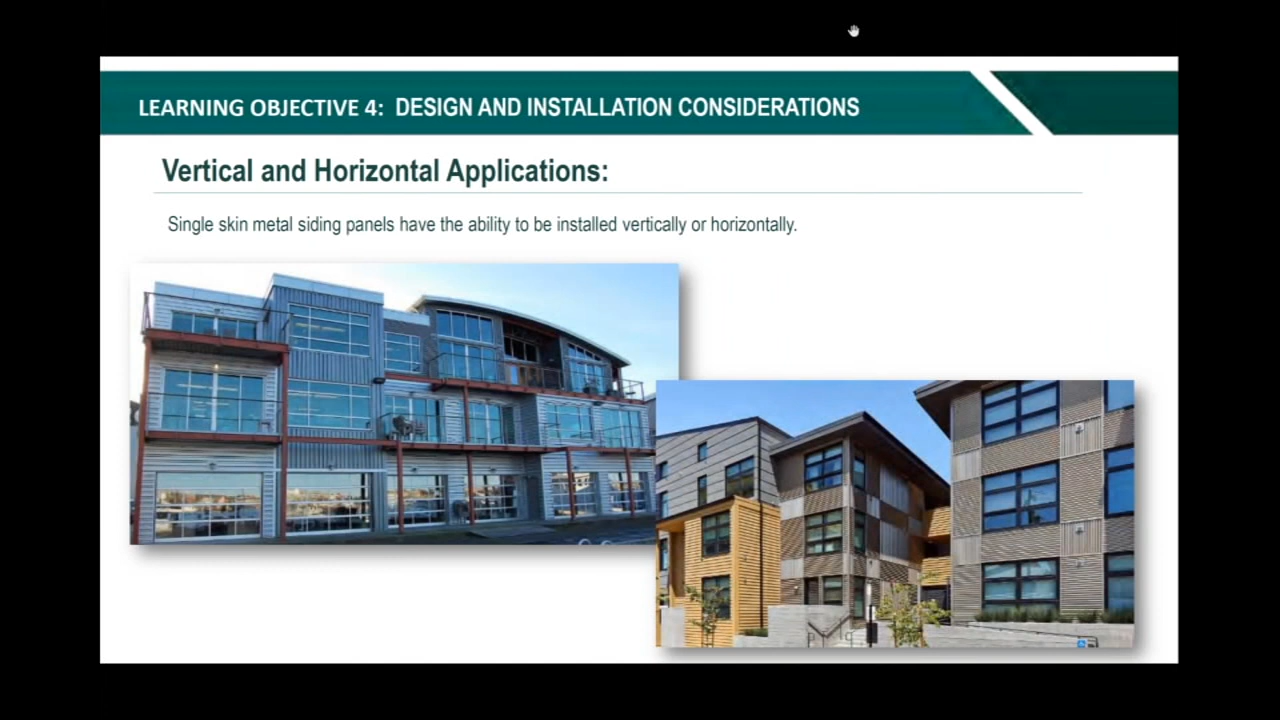 LEARNING OBJECTIVE 4: DESIGN AND INSTALLATION CONSIDERATIONS
Vertical and Horizontal Applications:
Single skin metal siding panels have the ability to be installed vertically or horizontally.